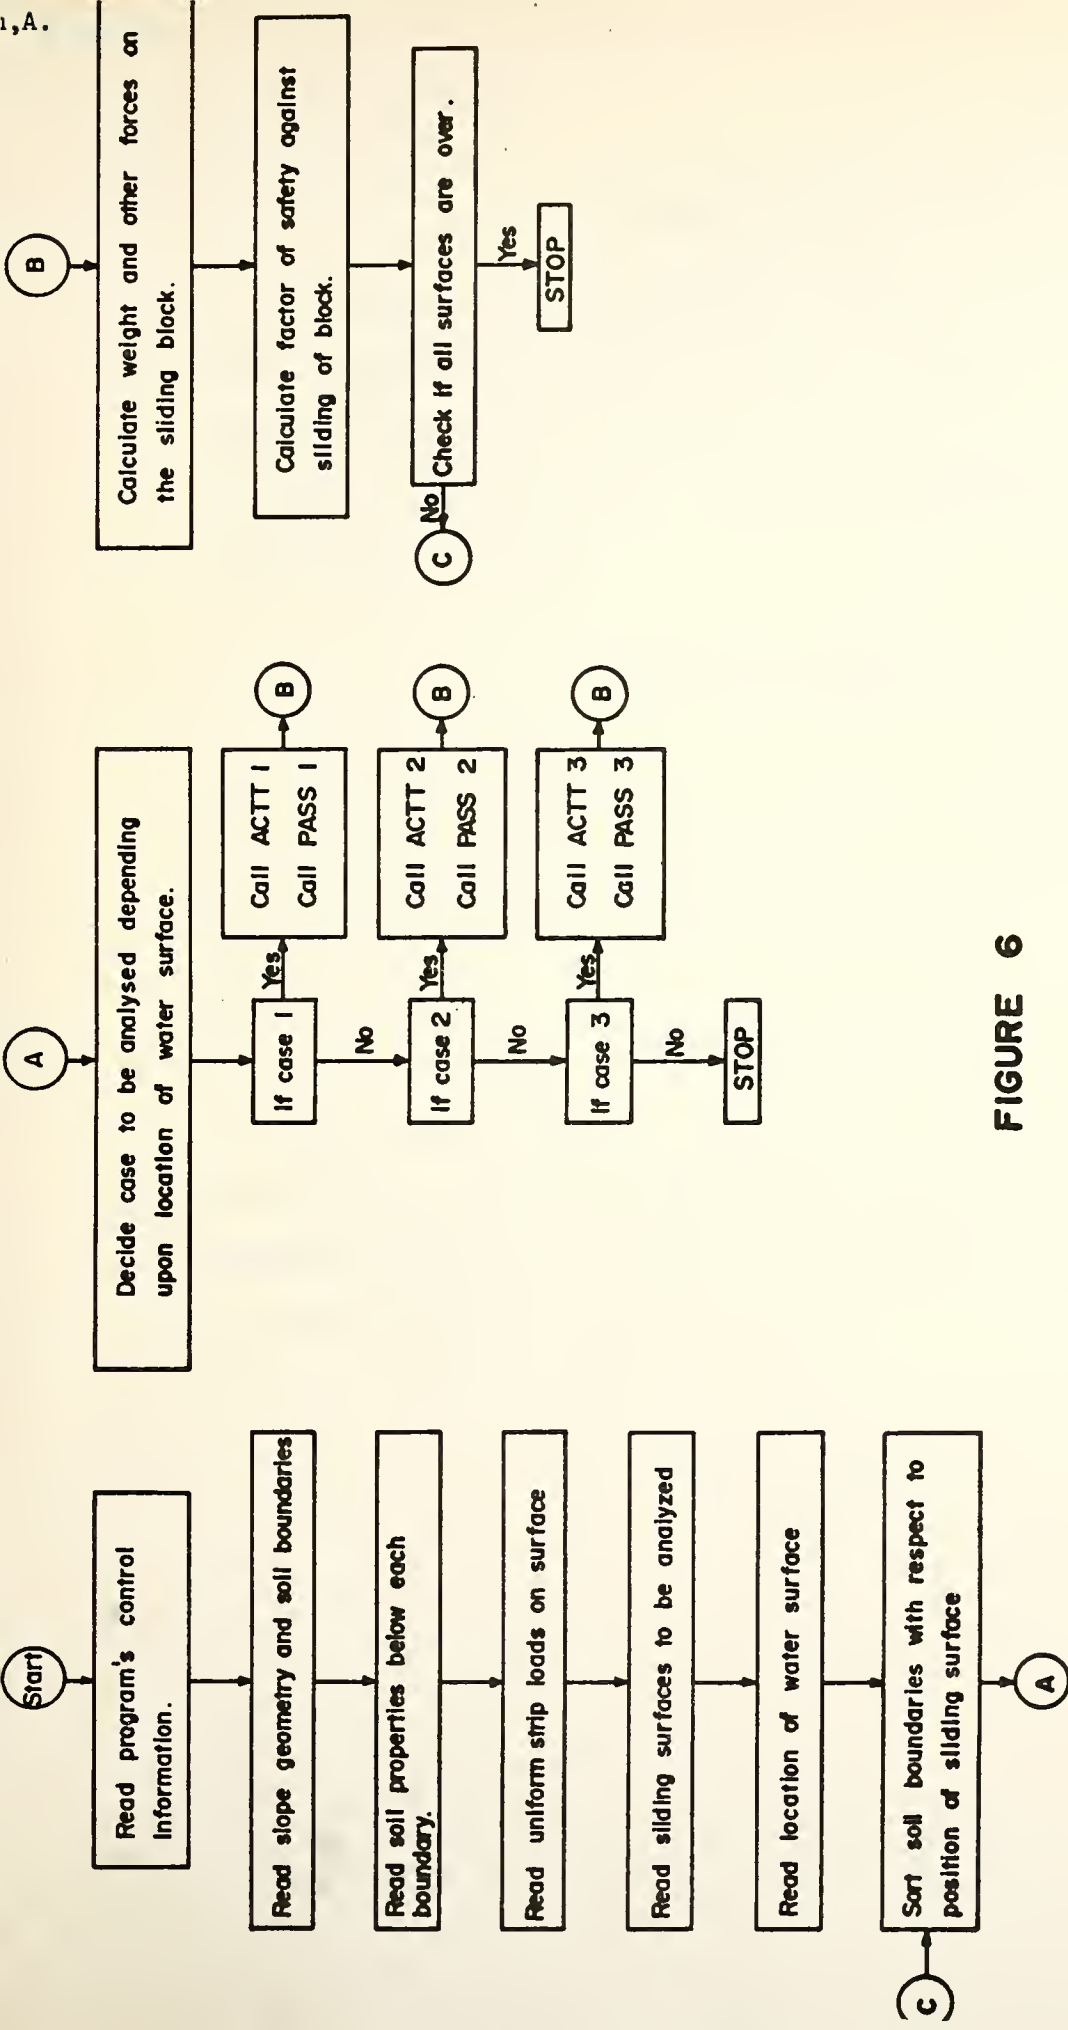 ı,A.
Start
Read program's control
Information.
Read slope geometry and soil boundaries
Read soil properties below each
boundary.
Read uniform strip loads on surface
Read sliding surfaces to be analyzed
Read location of water surface
C
Sort soil boundaries with respect to
position of sliding surface
A
A
Decide case to be analysed depending
upon location of water surface.
If case 1
Yes
Call ACTT 1
Call PASS 1
B
No
If case 2
Yes
Call ACTT 2
Call PASS 2
B
No
If case 3
Yes
Call ACTT 3
Call PASS 3
B
No
STOP
B
Calculate weight and other forces on
the sliding block.
Calculate factor of safety against
sliding of block.
Check if all surfaces are over.
No
C
Yes
STOP
FIGURE 6